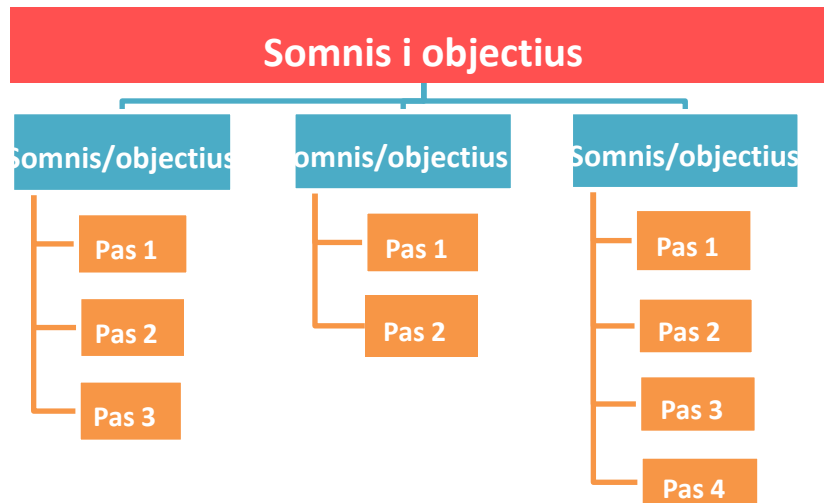 Somnis i objectius
Somnis/objectius
omnis/objectius
Somnis/objectius
Pas 1
Pas 2
Pas 3
Pas 1
Pas 2
Pas 1
Pas 2
Pas 3
Pas 4